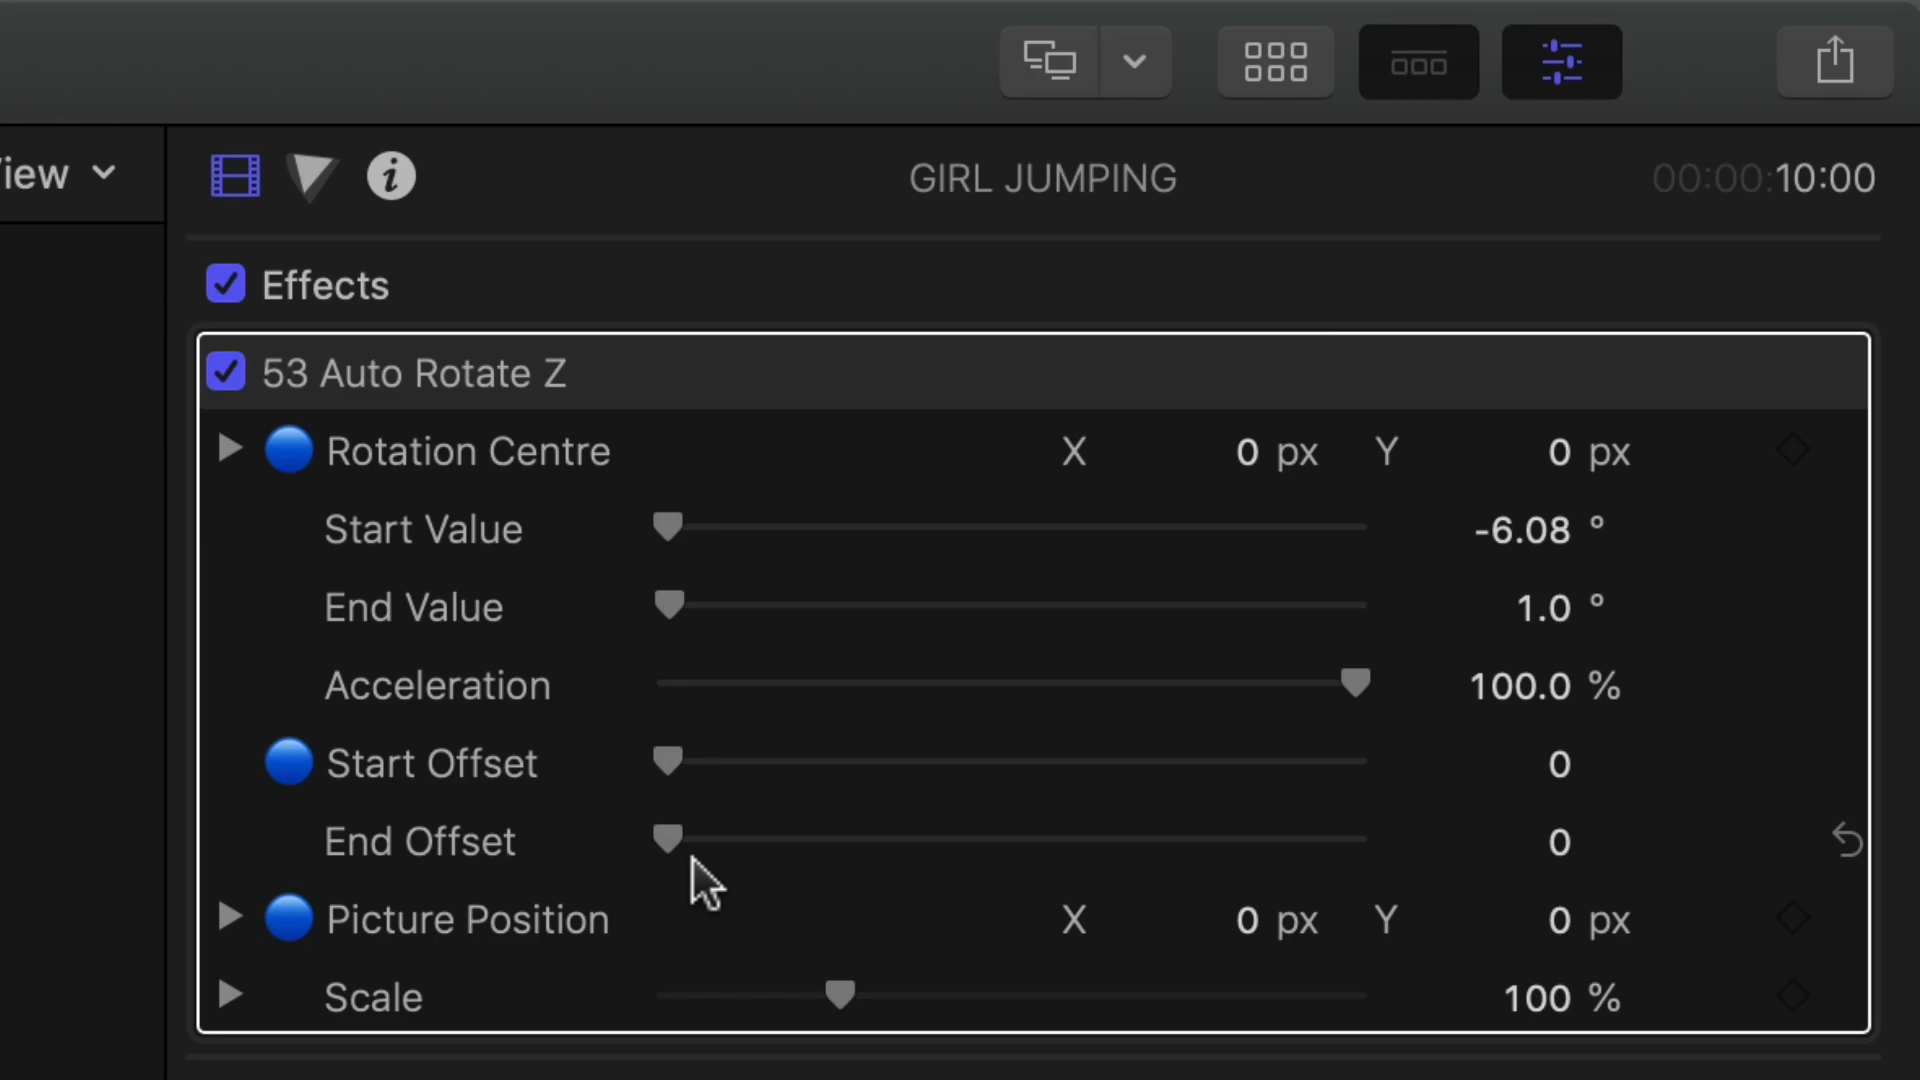 iew
GIRL JUMPING 00:00:10:00
Effects
53 Auto Rotate Z
Rotation Centre X 0 px Y 0 px
Start Value -6.08 °
End Value 1.0 °
Acceleration 100.0 %
Start Offset 0
End Offset 0
Picture Position X 0 px Y 0 px
Scale 100 %